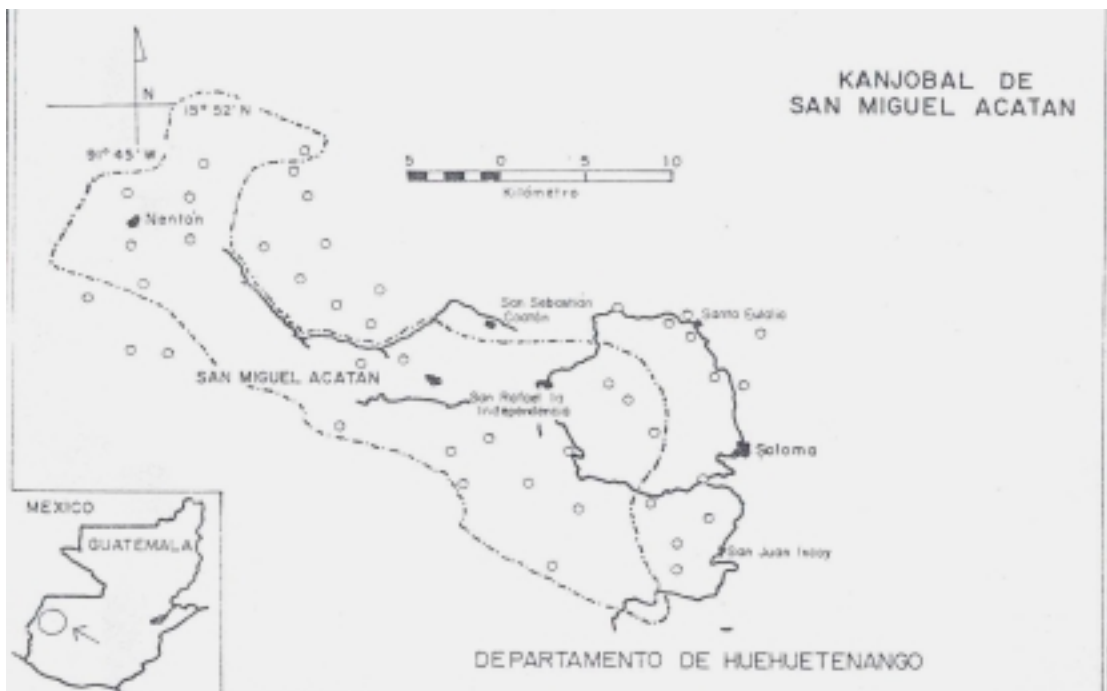 KANJOBAL DE
SAN MIGUEL ACATAN
N
15° 52' N
91° 45' W
5 0 5 10
Kilómetro
Nentón
San Sebastián
Coatán
Santa Eulalia
SAN MIGUEL ACATAN
San Rafael la
Independencia
Soloma
San Juan Ixcoy
MEXICO
GUATEMALA
DEPARTAMENTO DE HUEHUETENANGO